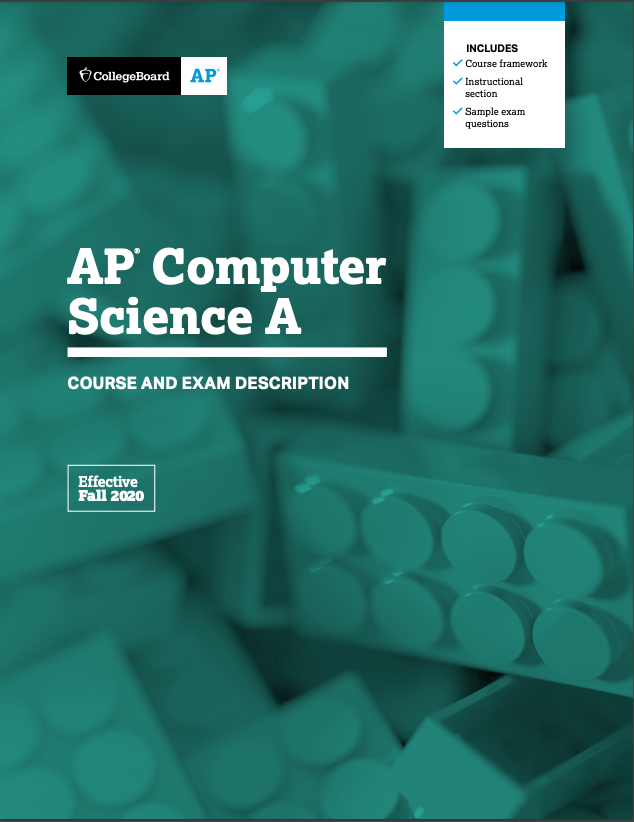 CollegeBoard
AP®
INCLUDES
Course framework
Instructional
section
Sample exam
questions
AP® Computer
Science A
COURSE AND EXAM DESCRIPTION
Effective
Fall 2020